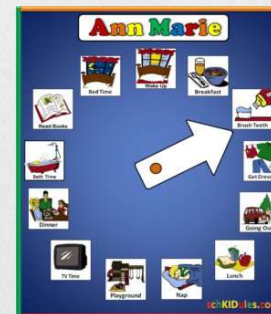 Ann Marie
Bed Time
Wake Up
Breakfast
Read Books
Brush Teeth
Bath Time
Get Dress
Dinner
Going Out
TV Time
Playground
Nap
Lunch
schKIDules.co